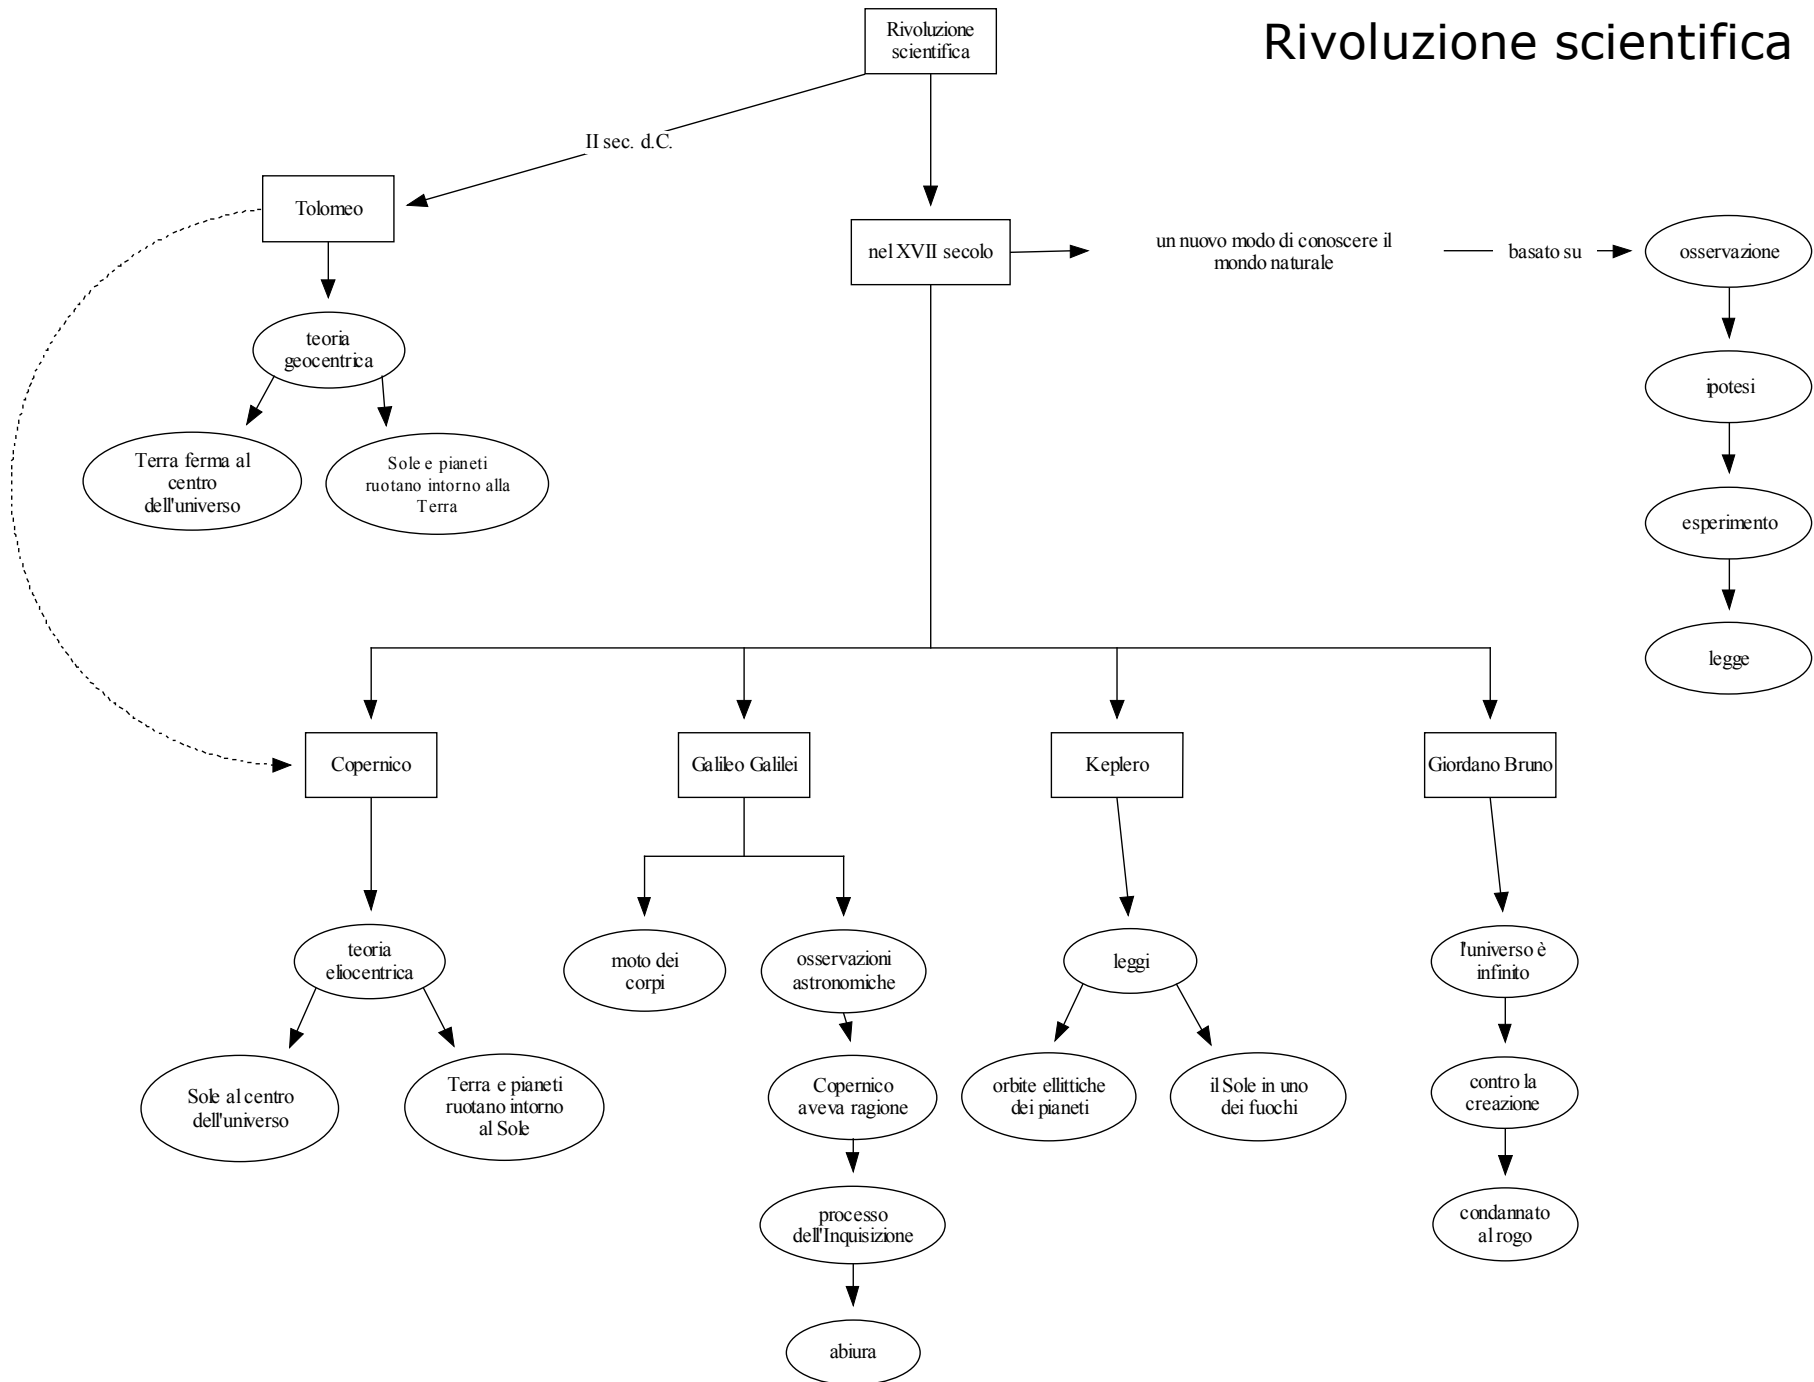 Rivoluzione scientifica
Rivoluzione
scientifica
II sec. d.C.
Tolomeo
nel XVII secolo
un nuovo modo di conoscere il
mondo naturale
basato su
osservazione
teoria
geocentrica
ipotesi
Terra ferma al
centro
dell'universo
Sole e pianeti
ruotano intorno alla
Terra
esperimento
legge
Copernico
Galileo Galilei
Keplero
Giordano Bruno
teoria
eliocentrica
moto dei
corpi
osservazioni
astronomiche
leggi
l'universo è
infinito
Sole al centro
dell'universo
Terra e pianeti
ruotano intorno
al Sole
Copernico
aveva ragione
orbite ellittiche
dei pianeti
il Sole in uno
dei fuochi
contro la
creazione
processo
dell'Inquisizione
condannato
al rogo
abiura